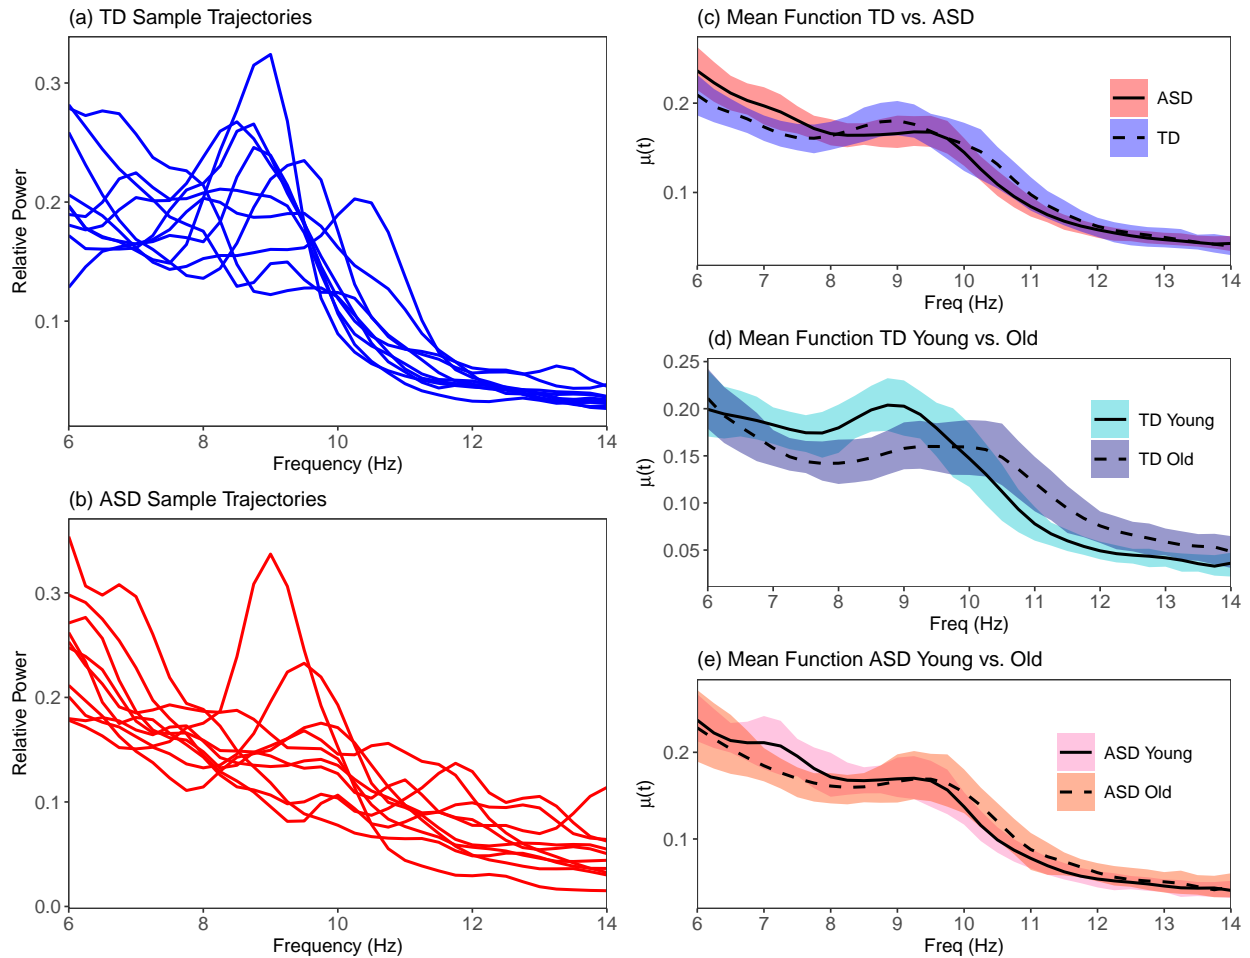 (a) TD Sample Trajectories
0.3
0.2
0.1
Relative Power
6
8
10
12
14
Frequency (Hz)
(b) ASD Sample Trajectories
0.3
0.2
0.1
0.0
Relative Power
6
8
10
12
14
Frequency (Hz)
(c) Mean Function TD vs. ASD
0.2
0.1
μ(t)
ASD
TD
6
7
8
9
10
11
12
13
14
Freq (Hz)
(d) Mean Function TD Young vs. Old
0.25
0.20
0.15
0.10
0.05
μ(t)
TD Young
TD Old
6
7
8
9
10
11
12
13
14
Freq (Hz)
(e) Mean Function ASD Young vs. Old
0.2
0.1
μ(t)
ASD Young
ASD Old
6
7
8
9
10
11
12
13
14
Freq (Hz)